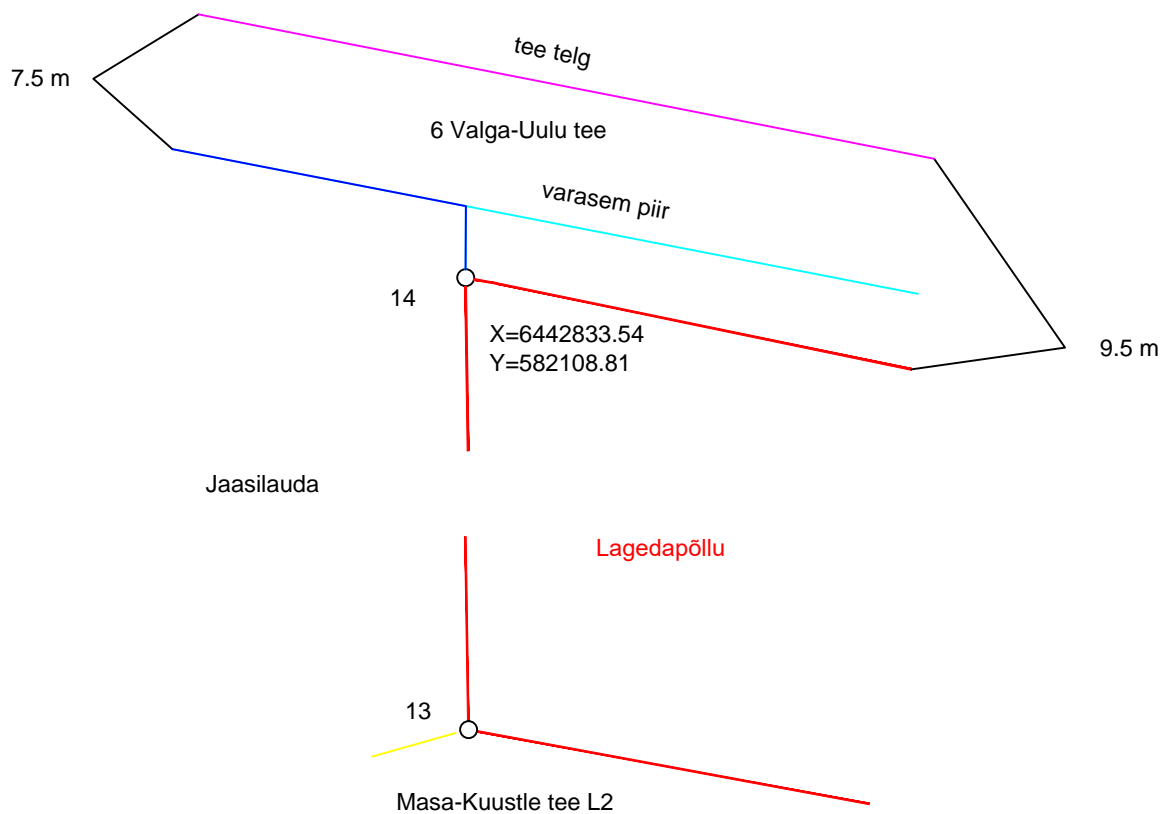 tee telg
7.5 m
6 Valga-Uulu tee
varasem piir
14
X=6442833.54
Y=582108.81
9.5 m
Jaasilauda
Lagedapõllu
13
Masa-Kuustle tee L2